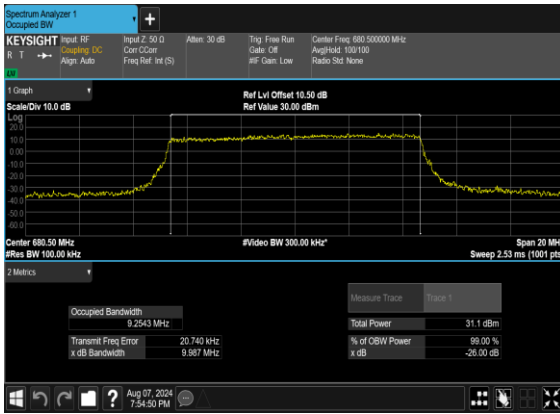 Spectrum Analyzer 1
Occupied BW
KEYSIGHT
R T
Input: RF
Coupling: DC
Align: Auto
Input Z: 50 Ω
Corr CCorr
Freq Ref: Int (S)
Atten: 30 dB
Trig: Free Run
Gate: Off
#IF Gain: Low
Center Freq: 680.500000 MHz
Avg|Hold: 100/100
Radio Std: None
1 Graph
Scale/Div 10.0 dB
Ref Lvl Offset 10.50 dB
Ref Value 30.00 dBm
Log
20.0
10.0
0.00
-10.0
-20.0
-30.0
-40.0
-50.0
-60.0
Center 680.50 MHz
#Video BW 300.00 kHz*
Span 20 MH
#Res BW 100.00 kHz
Sweep 2.53 ms (1001 pts
2 Metrics
Measure Trace Trace 1
Occupied Bandwidth
9.2543 MHz
Total Power 31.1 dBm
Transmit Freq Error 20.740 kHz
% of OBW Power 99.00 %
x dB Bandwidth 9.987 MHz
x dB -26.00 dB
?
Aug 07, 2024
7:54:50 PM